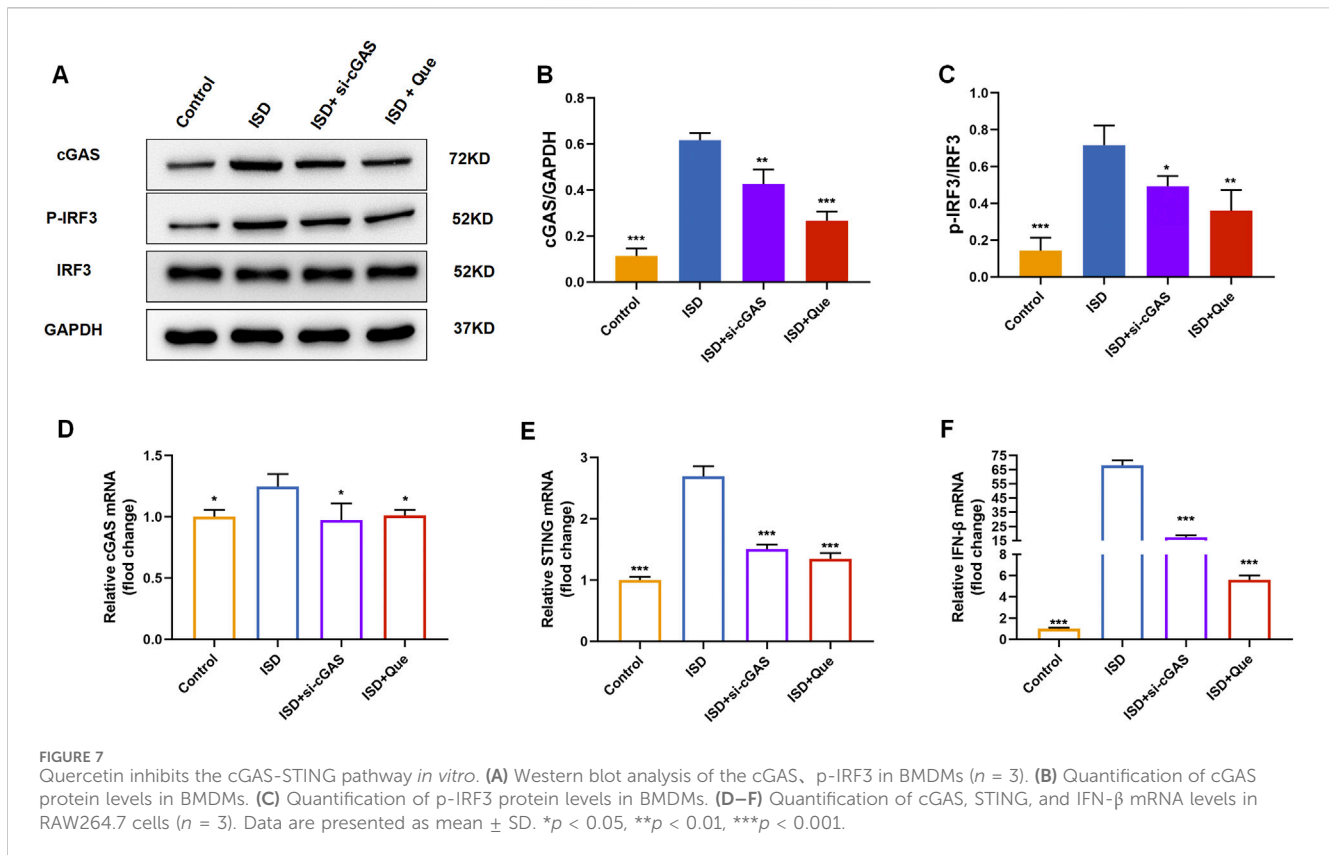 A
Control
ISD
ISD+ si-cGAS
ISD + Que
cGAS
72KD
P-IRF3
52KD
IRF3
52KD
GAPDH
37KD
B
cGAS/GAPDH
0.8
0.6
0.4
0.2
0.0
***
**
***
Control
ISD
ISD+si-cGAS
ISD+Que
C
p-IRF3/IRF3
1.0
0.8
0.6
0.4
0.2
0.0
***
*
**
Control
ISD
ISD+si-cGAS
ISD+Que
D
Relative cGAS mRNA
(flod change)
1.5
1.0
0.5
0.0
*
*
*
Control
ISD
ISD+si-cGAS
ISD+Que
E
Relative STING mRNA
(flod change)
3
2
1
0
***
***
***
Control
ISD
ISD+si-cGAS
ISD+Que
F
Relative IFN-β mRNA
(flod change)
75
65
55
45
35
25
15
8
6
4
2
0
***
***
***
Control
ISD
ISD+si-cGAS
ISD+Que
FIGURE 7
Quercetin inhibits the cGAS-STING pathway in vitro. (A) Western blot analysis of the cGAS、p-IRF3 in BMDMs (n = 3). (B) Quantification of cGAS
protein levels in BMDMs. (C) Quantification of p-IRF3 protein levels in BMDMs. (D–F) Quantification of cGAS, STING, and IFN-β mRNA levels in
RAW264.7 cells (n = 3). Data are presented as mean ± SD. *p < 0.05, **p < 0.01, ***p < 0.001.